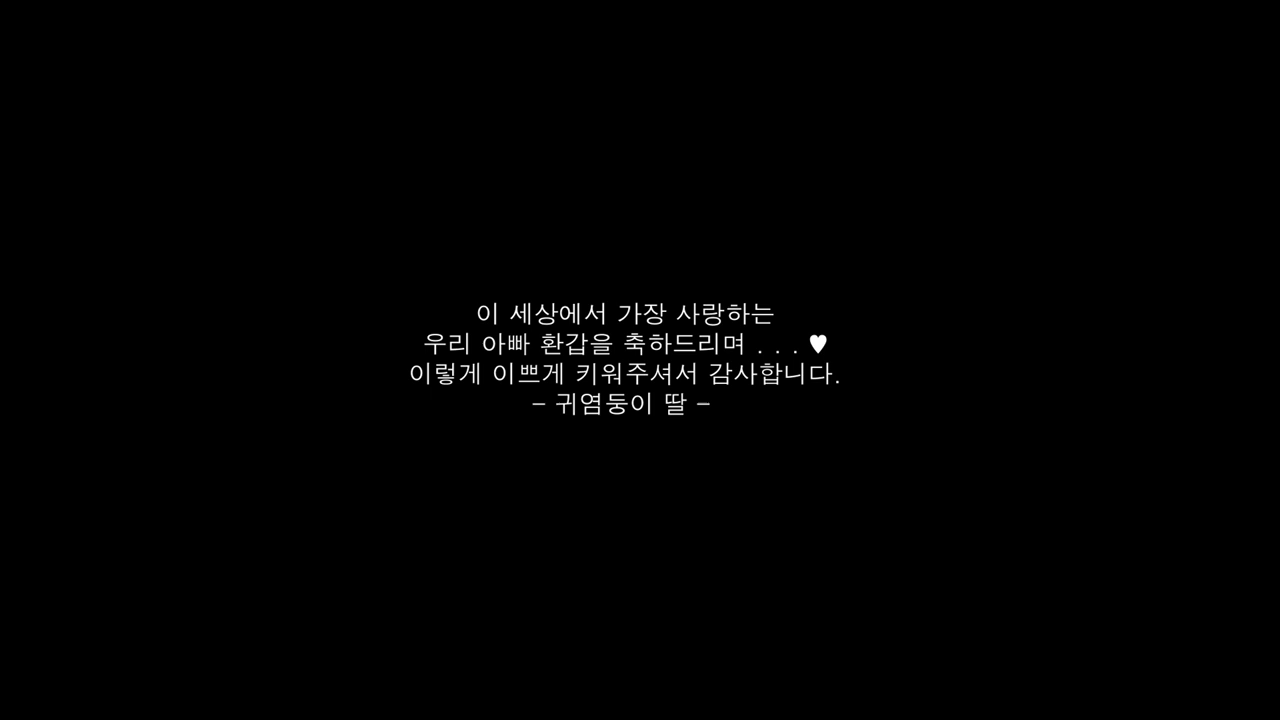 이 세상에서 가장 사랑하는
우리 아빠 환갑을 축하드리며 . . . ♥
이렇게 이쁘게 키워주셔서 감사합니다.
– 귀염둥이 딸 –